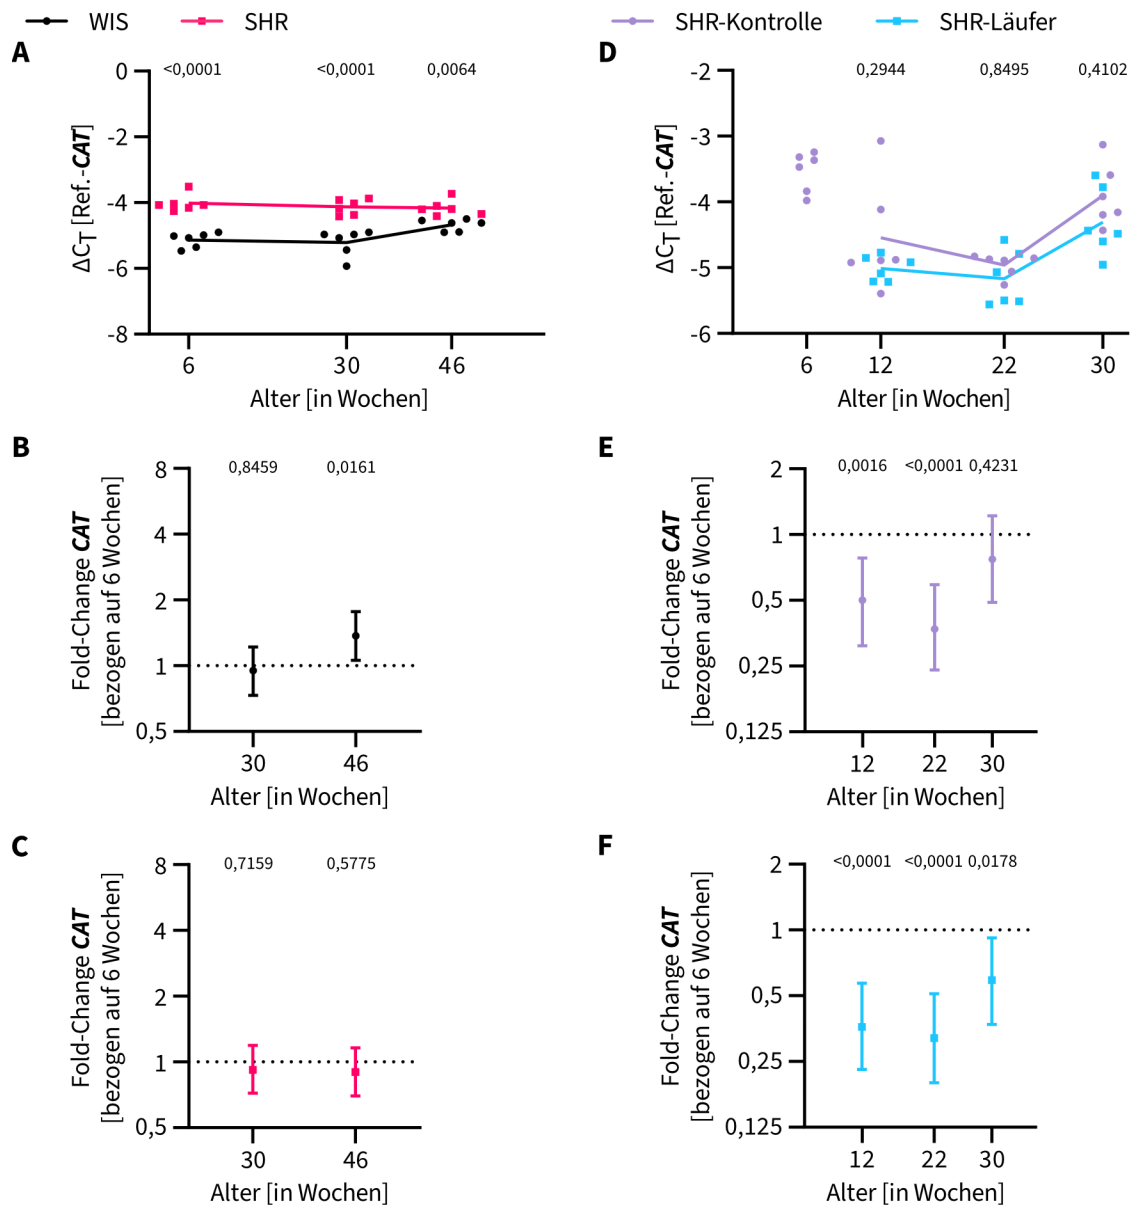 WIS SHR
SHR-Kontrolle SHR-Läufer
A
<0,0001 <0,0001 0,0064
0
-2
-4
-6
-8
ΔCT [Ref.-CAT]
6 30 46
Alter [in Wochen]
D
0,2944 0,8495 0,4102
-2
-3
-4
-5
-6
ΔCT [Ref.-CAT]
6 12 22 30
Alter [in Wochen]
B
0,8459 0,0161
8
4
2
1
0,5
Fold-Change CAT
[bezogen auf 6 Wochen]
30 46
Alter [in Wochen]
E
0,0016 <0,0001 0,4231
2
1
0,5
0,25
0,125
Fold-Change CAT
[bezogen auf 6 Wochen]
12 22 30
Alter [in Wochen]
C
0,7159 0,5775
8
4
2
1
0,5
Fold-Change CAT
[bezogen auf 6 Wochen]
30 46
Alter [in Wochen]
F
<0,0001 <0,0001 0,0178
2
1
0,5
0,25
0,125
Fold-Change CAT
[bezogen auf 6 Wochen]
12 22 30
Alter [in Wochen]